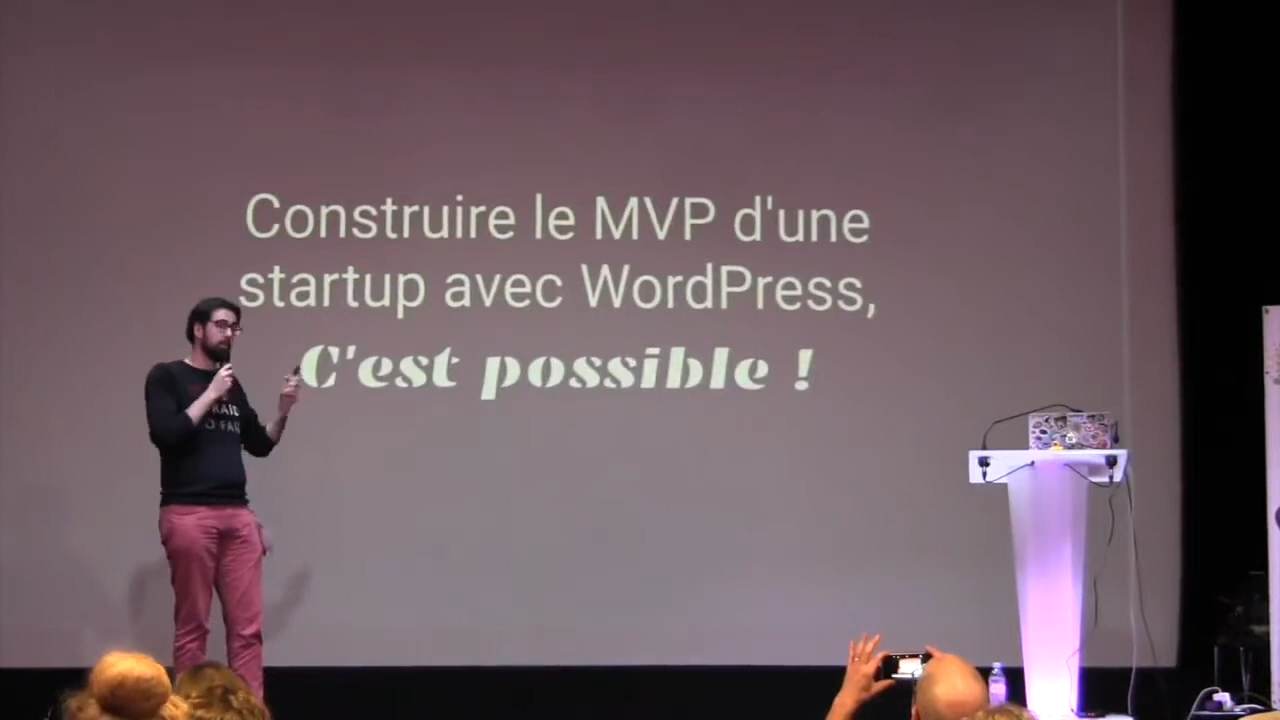 Construire le MVP d'une
startup avec WordPress,
C'est possible !